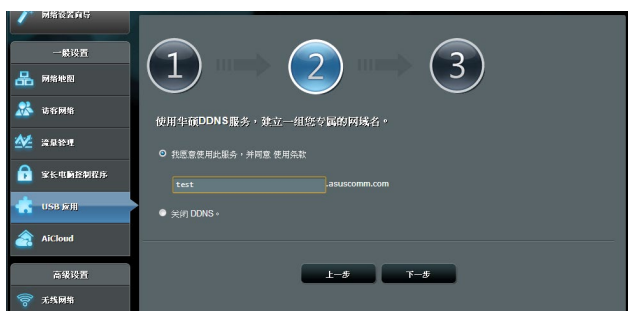 网络设置向导
一般设置
网络地图
访客网络
流量管理
家长电脑控制程序
USB 应用
AiCloud
高级设置
无线网络
1 2 3
使用华硕DDNS服务，建立一组您专属的网域名。
我愿意使用此服务，并同意 使用条款
test .asuscomm.com
关闭 DDNS。
上一步 下一步